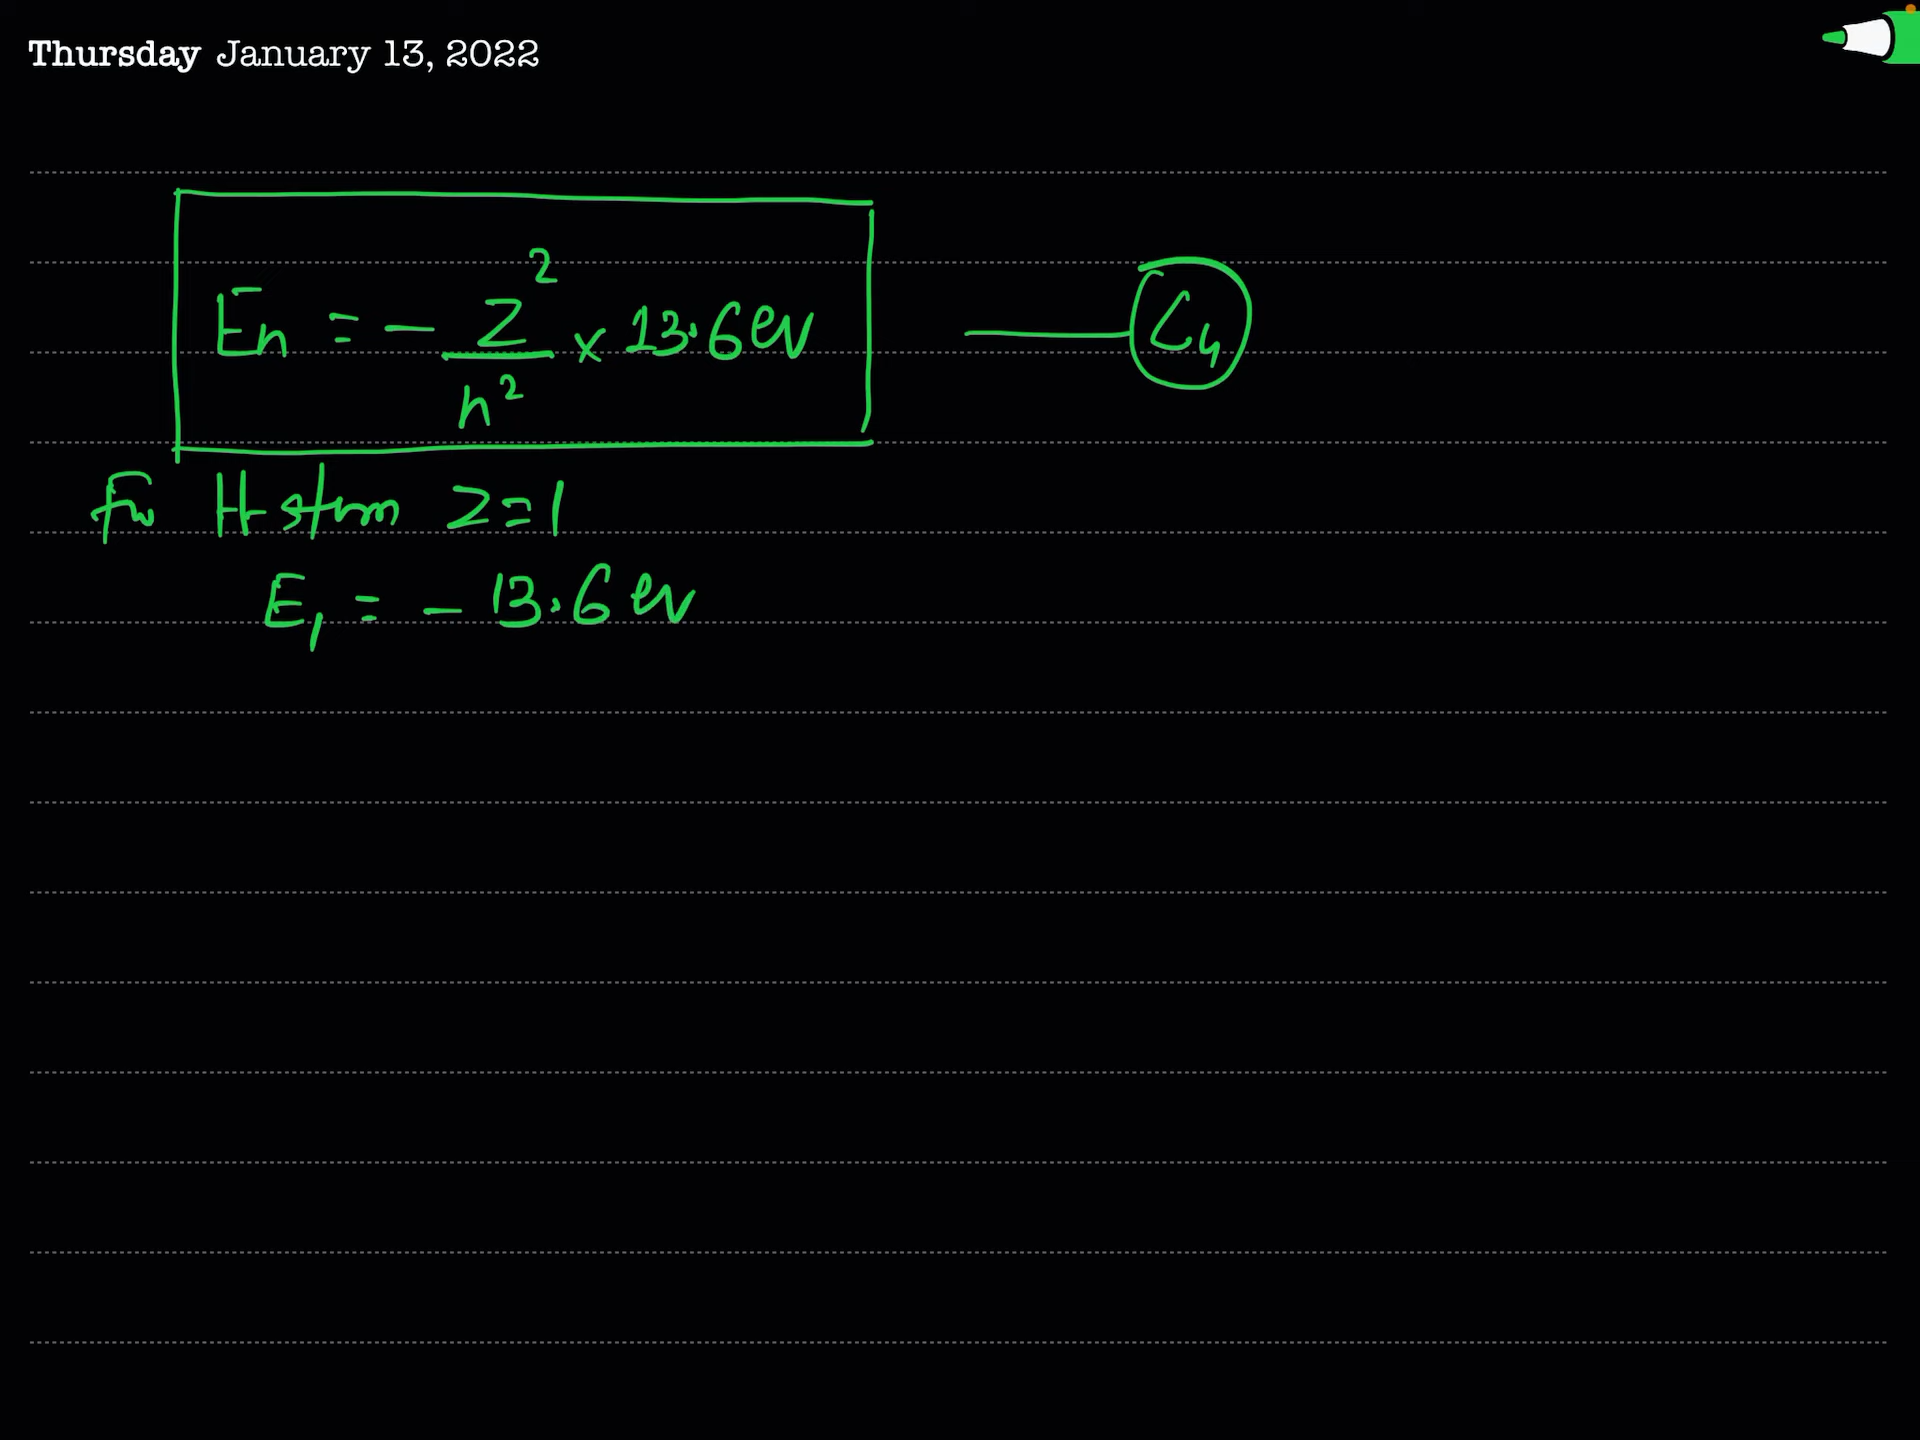 Thursday January 13, 2022
En = - Z²/n² × 13.6 ev —— C4
For H atom Z=1
E₁ = - 13.6 ev